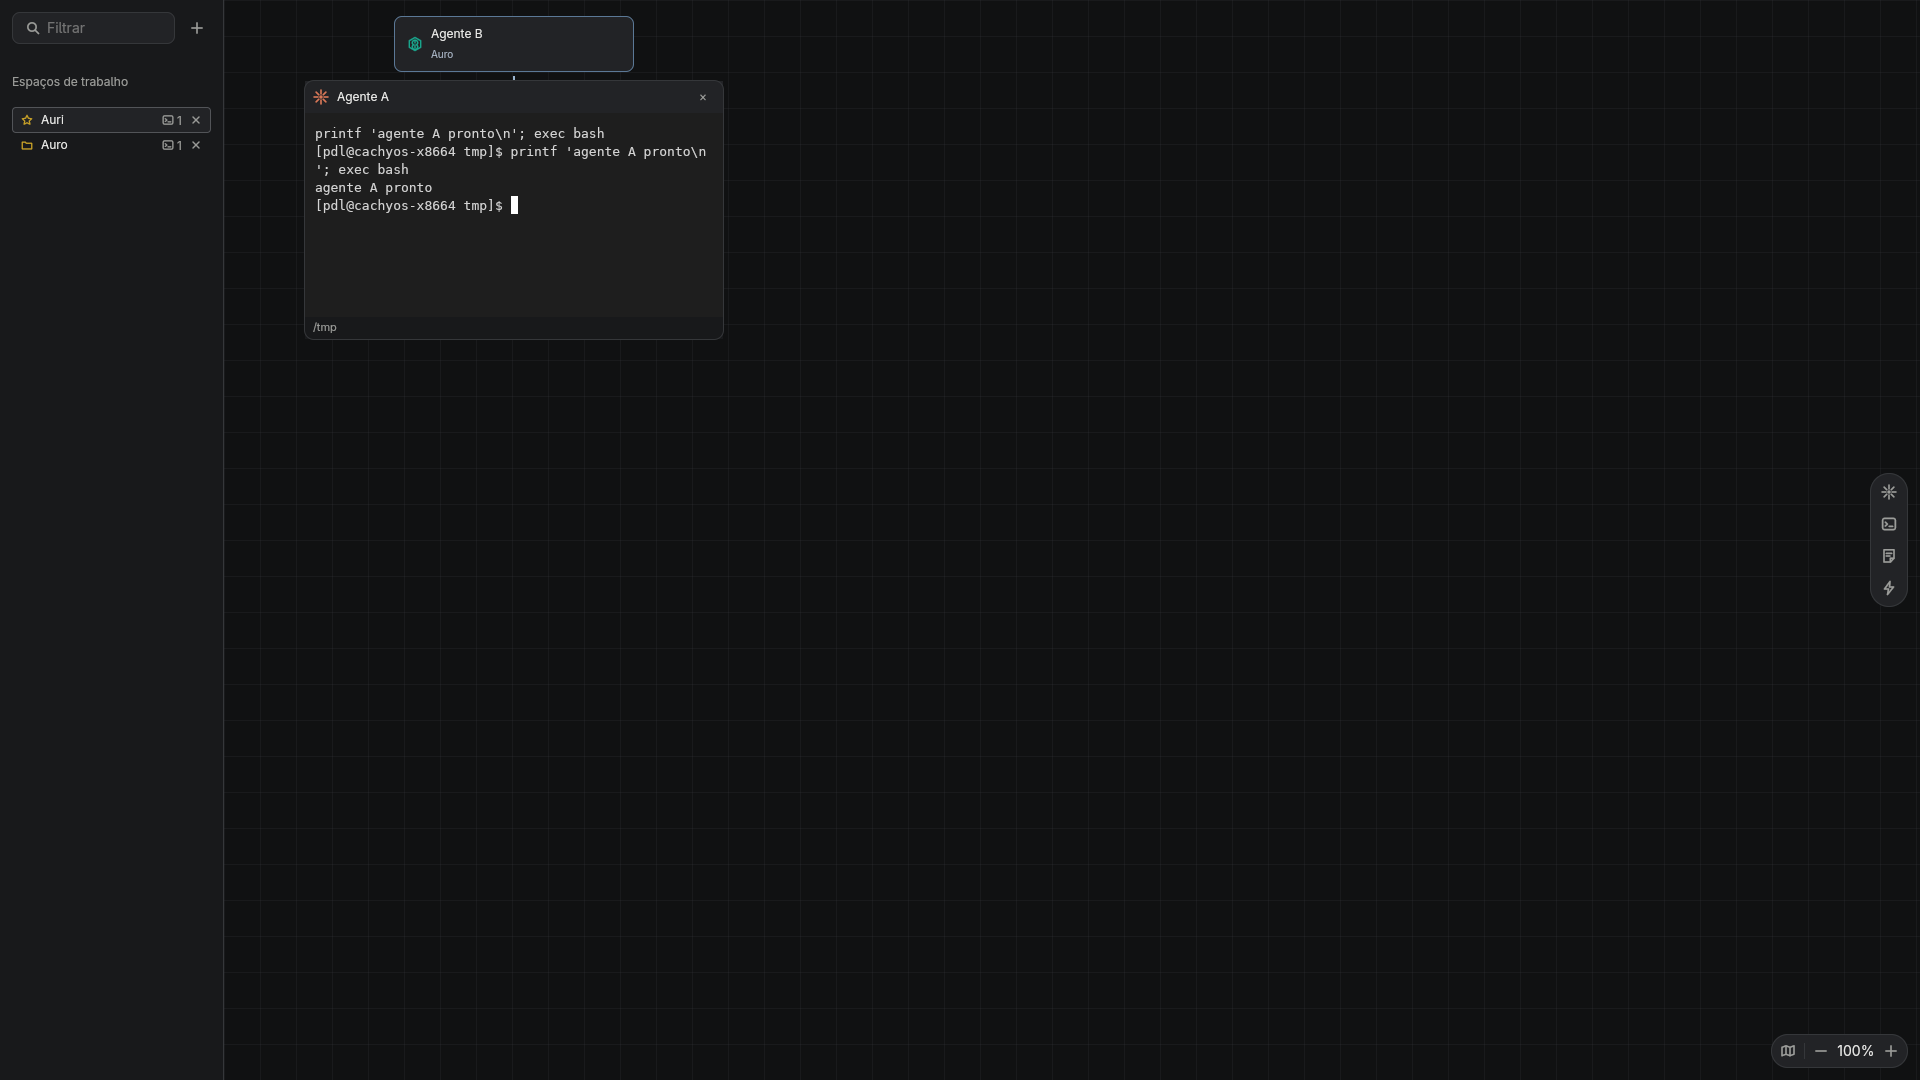 Filtrar
Espaços de trabalho
Auri 1
Auro 1
Agente B
Auro
Agente A
printf 'agente A pronto\n'; exec bash
[pdl@cachyos-x8664 tmp]$ printf 'agente A pronto\n
'; exec bash
agente A pronto
[pdl@cachyos-x8664 tmp]$
/tmp
100%